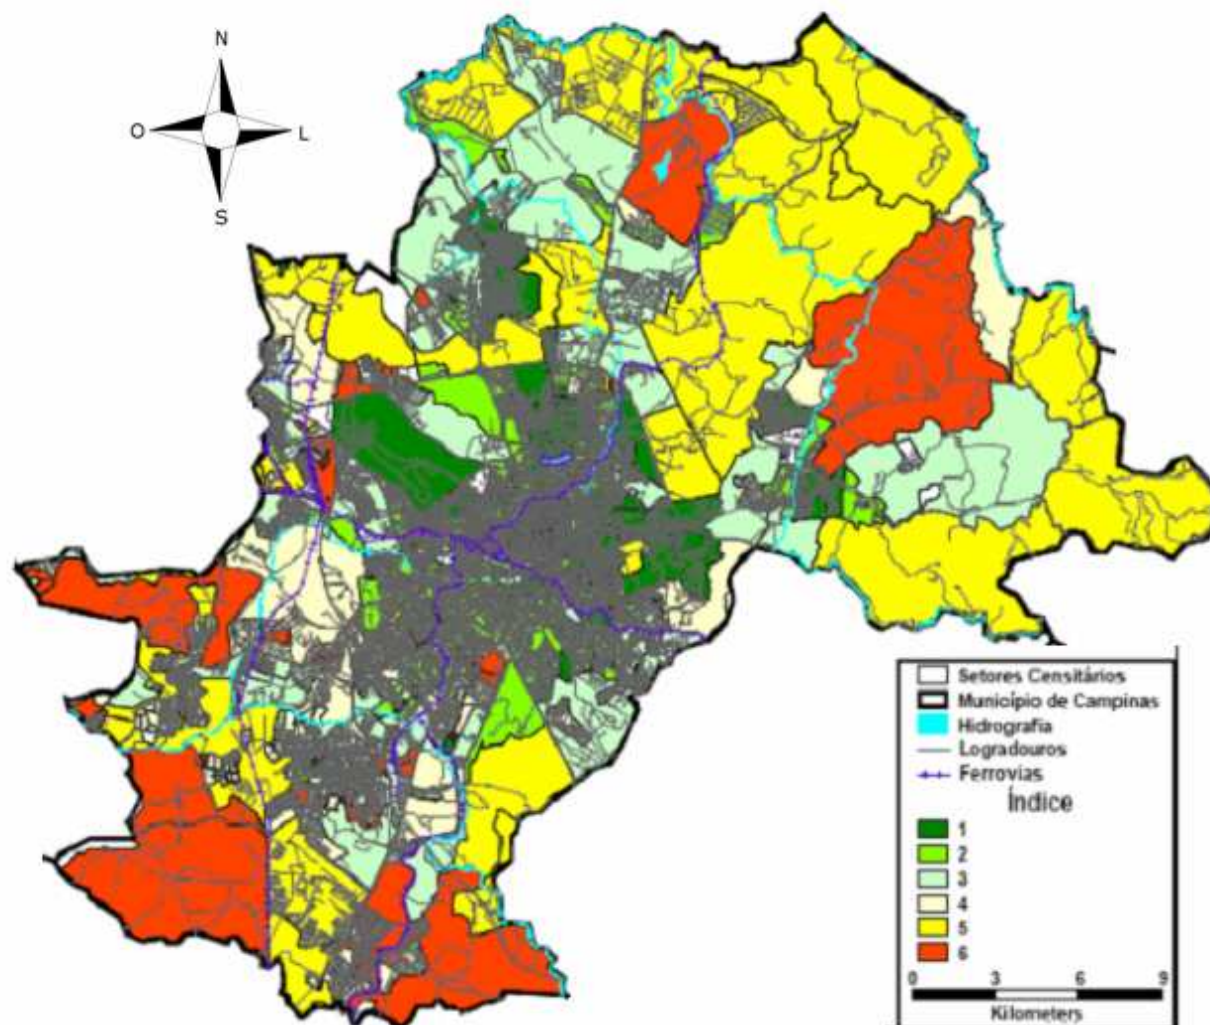 N
O
L
S
Setores Censitários
Município de Campinas
Hidrografia
Logradouros
Ferrovias
Índice
1
2
3
4
5
6
0 3 6 9
Kilometers